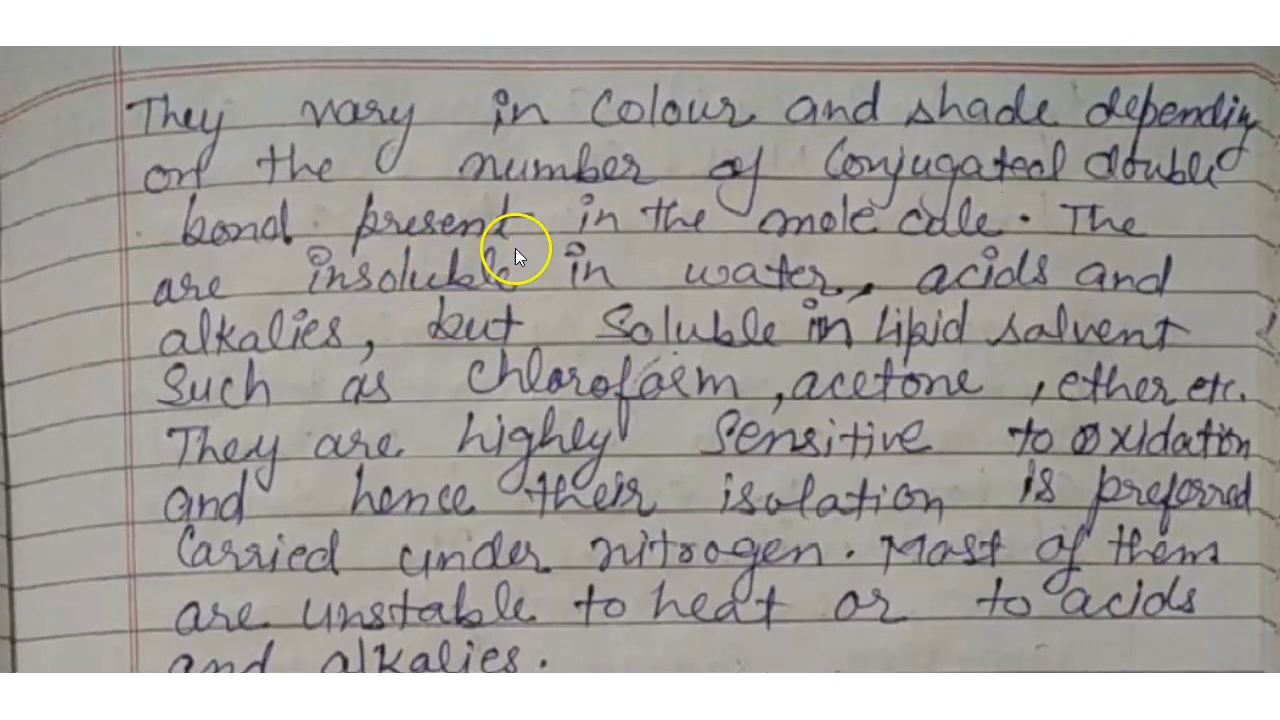 They vary in Colour and shade depending
on the number of Conjugated double
bond present in the mole cule. The
are insoluble in water, acids and
alkalies, but Soluble in Lipid solvent
Such as Chloroform, acetone, ether etc.
They are highly Sensitive to Oxidation
and hence their isolation is preferred
Carried under nitrogen. Most of them
are unstable to heat or to acids
and alkalies.